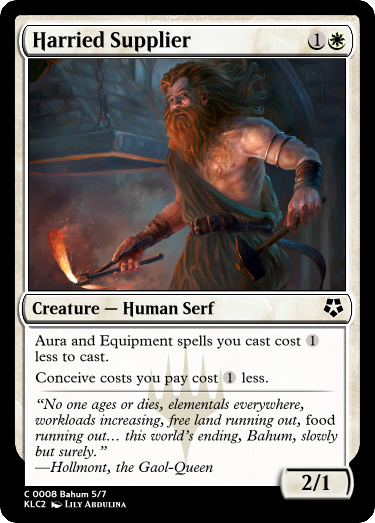 Harried Supplier 1
Creature — Human Serf
Aura and Equipment spells you cast cost 1
less to cast.
Conceive costs you pay cost 1 less.
"No one ages or dies, elementals everywhere,
workloads increasing, free land running out, food
running out… this world's ending, Bahum, slowly
but surely."
—Hollmont, the Gaol-Queen
2/1
C 0008 Bahum 5/7
KLC2 Lily Abdulina